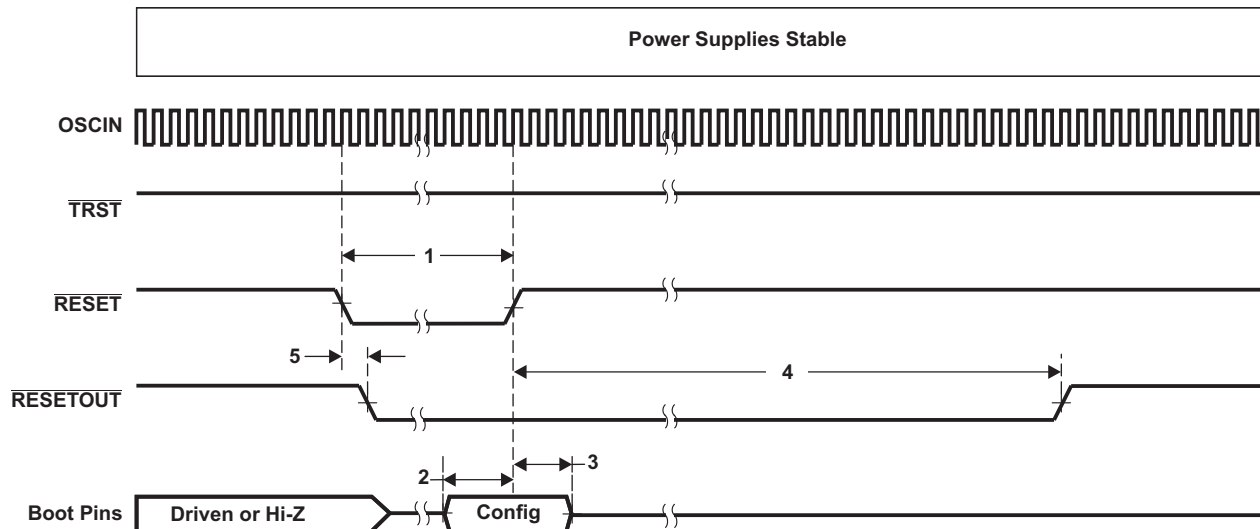 Power Supplies Stable
OSCIN
TRST
1
RESET
5
4
RESETOUT
2
3
Boot Pins
Driven or Hi-Z
Config